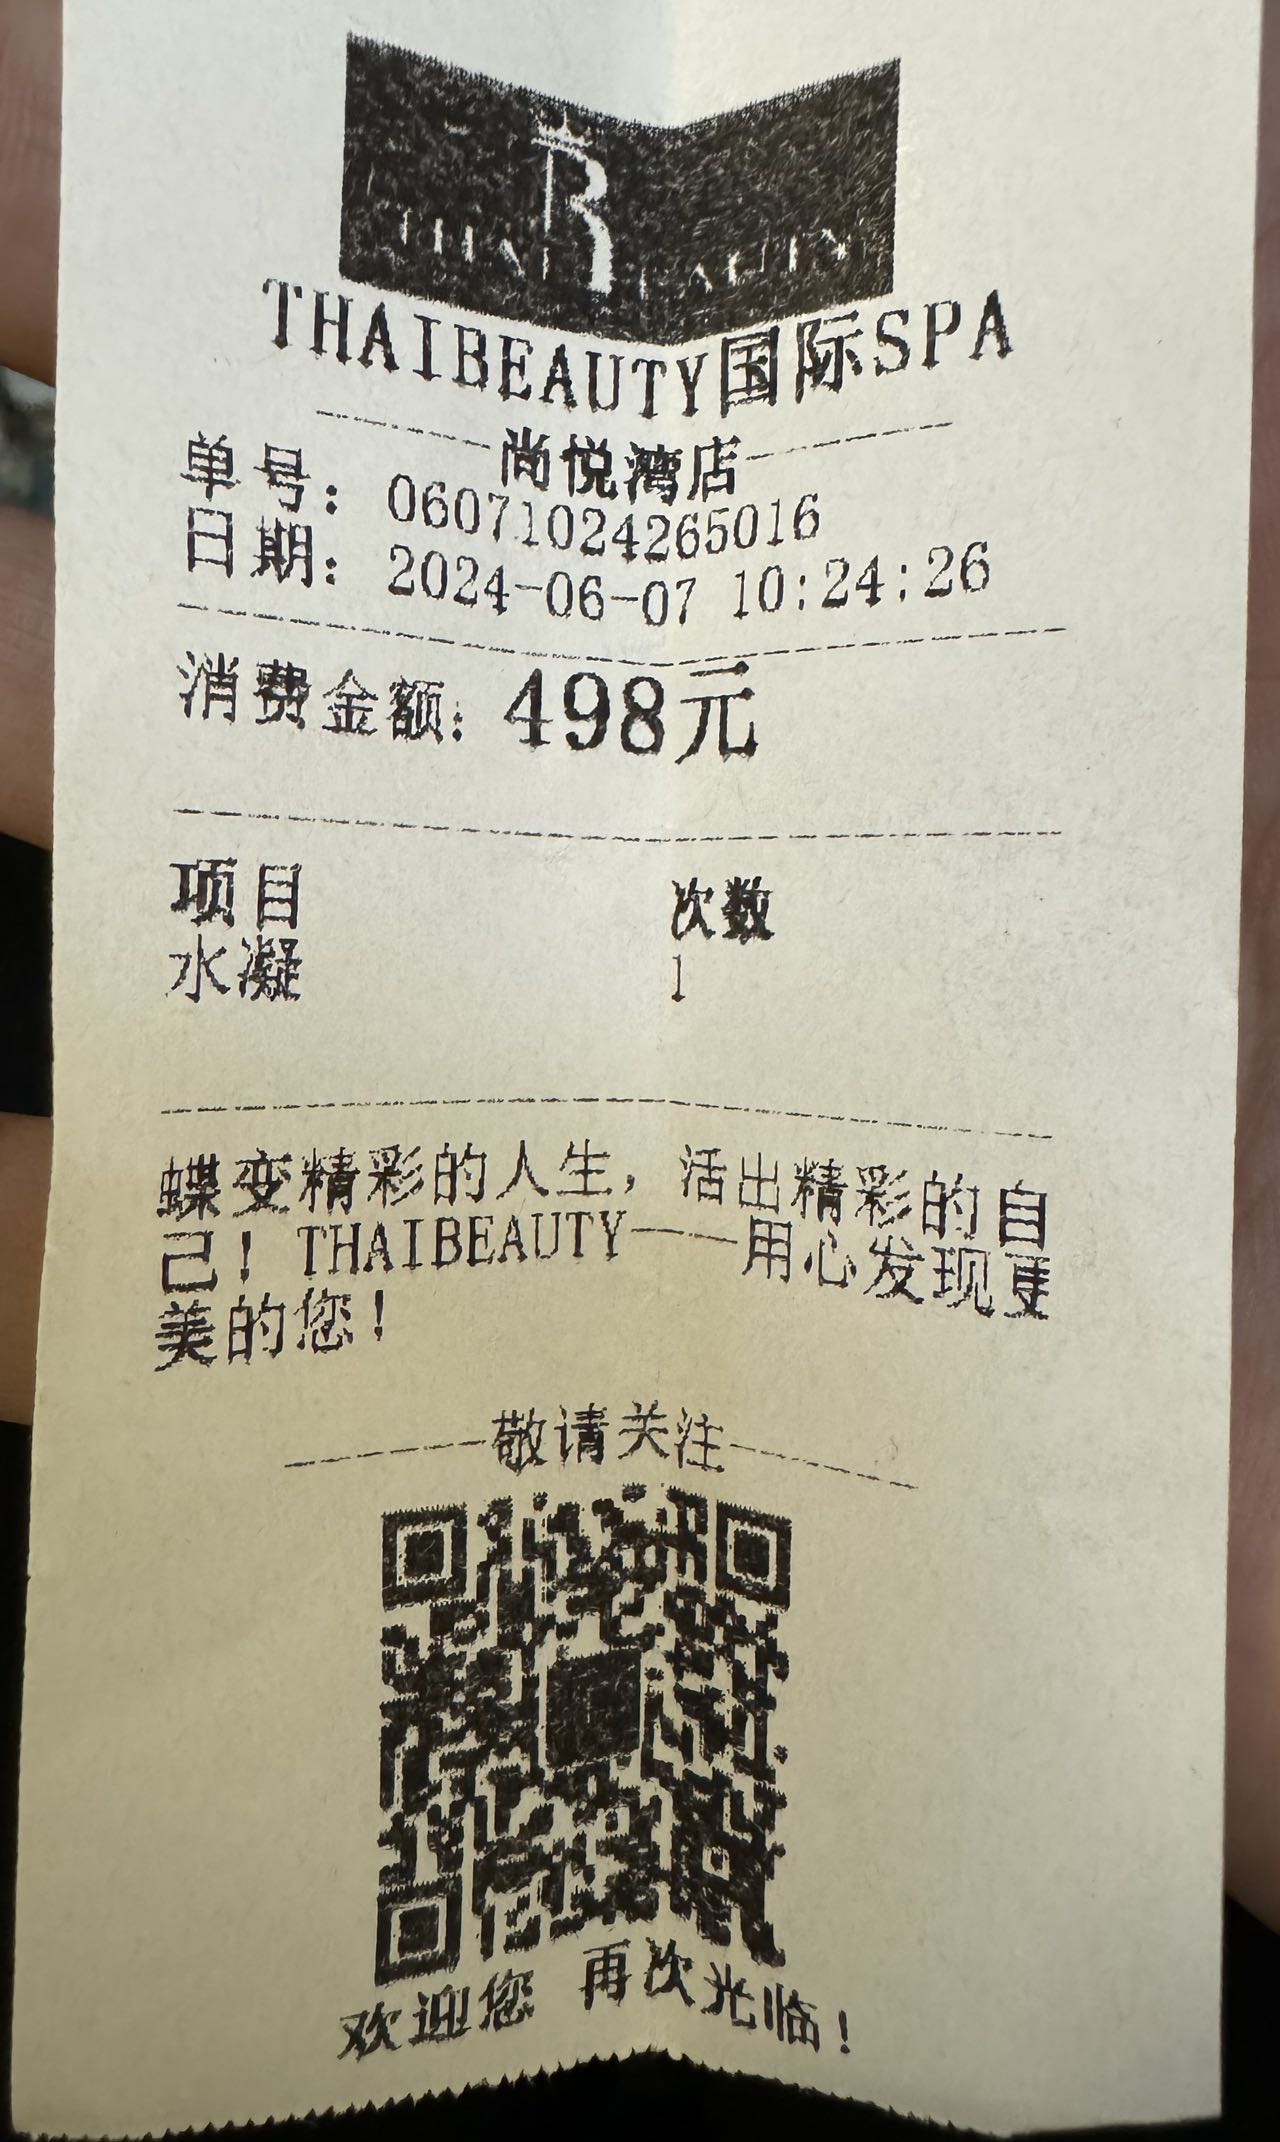 THAIBEAUTY国际SPA
尚悦湾店
单号: 06071024265016
日期: 2024-06-07 10:24:26
消费金额: 498元
项目 次数
水凝 1
蝶变精彩的人生，活出精彩的自
己！THAIBEAUTY——用心发现更
美的您！
敬请关注
欢迎您 再次光临！